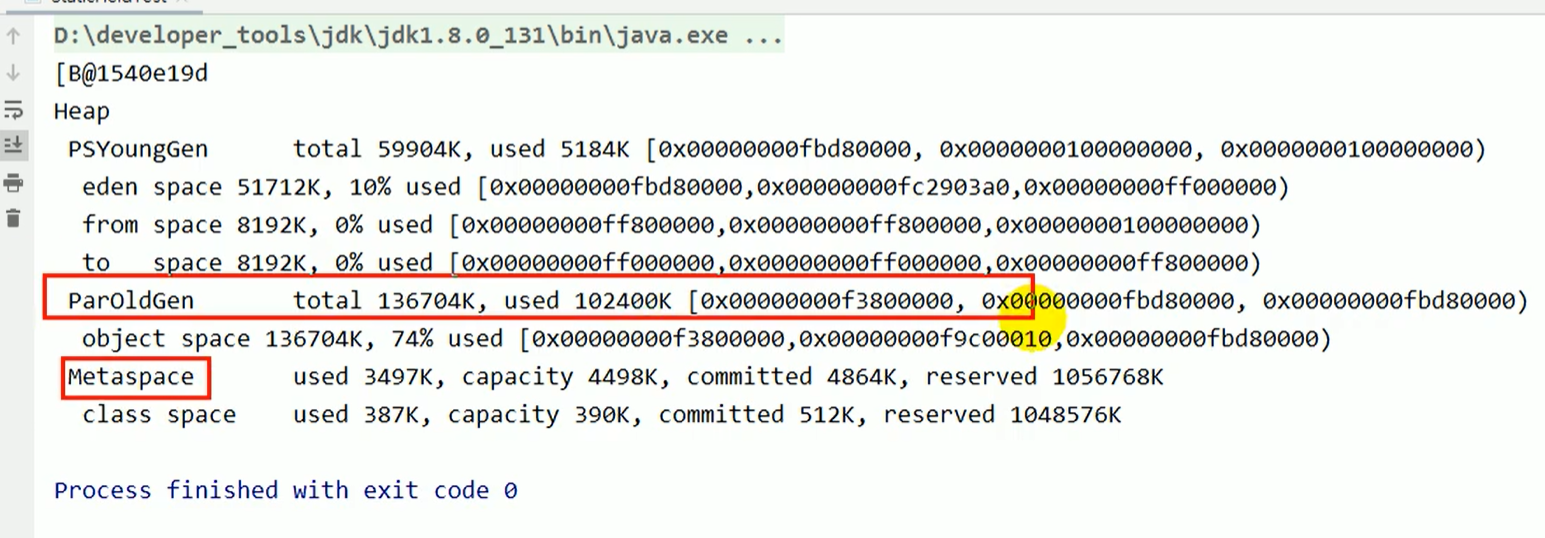 D:\developer_tools\jdk\jdk1.8.0_131\bin\java.exe ...
[B@1540e19d
Heap
PSYoungGen      total 59904K, used 5184K [0x00000000fbd80000, 0x0000000100000000, 0x0000000100000000)
eden space 51712K, 10% used [0x00000000fbd80000,0x00000000fc2903a0,0x00000000ff000000)
from space 8192K, 0% used [0x00000000ff800000,0x00000000ff800000,0x0000000100000000)
to   space 8192K, 0% used [0x00000000ff000000,0x00000000ff000000,0x00000000ff800000)
ParOldGen       total 136704K, used 102400K [0x00000000f3800000, 0x00000000fbd80000, 0x00000000fbd80000)
object space 136704K, 74% used [0x00000000f3800000,0x00000000f9c00010,0x00000000fbd80000)
Metaspace       used 3497K, capacity 4498K, committed 4864K, reserved 1056768K
class space    used 387K, capacity 390K, committed 512K, reserved 1048576K
Process finished with exit code 0